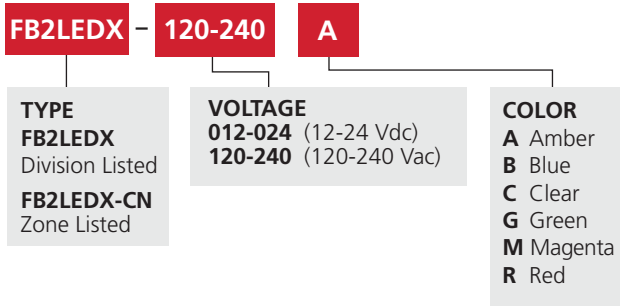 FB2LEDX – 120-240 A
TYPE
FB2LEDX
Division Listed
FB2LEDX-CN
Zone Listed
VOLTAGE
012-024 (12-24 Vdc)
120-240 (120-240 Vac)
COLOR
A Amber
B Blue
C Clear
G Green
M Magenta
R Red